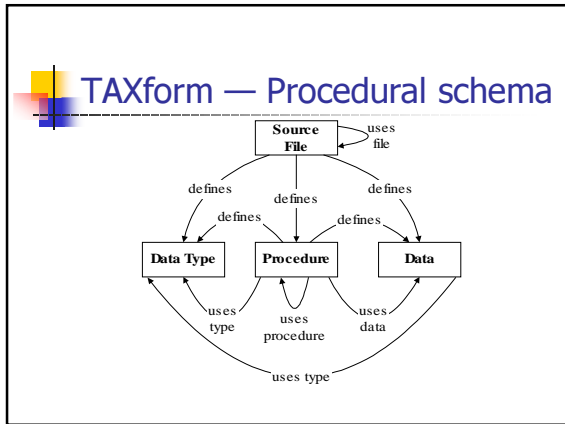 TAXform — Procedural schema
Source
File
uses
file
defines
defines
defines
defines
defines
Data Type
Procedure
Data
uses
type
uses
procedure
uses
data
uses type